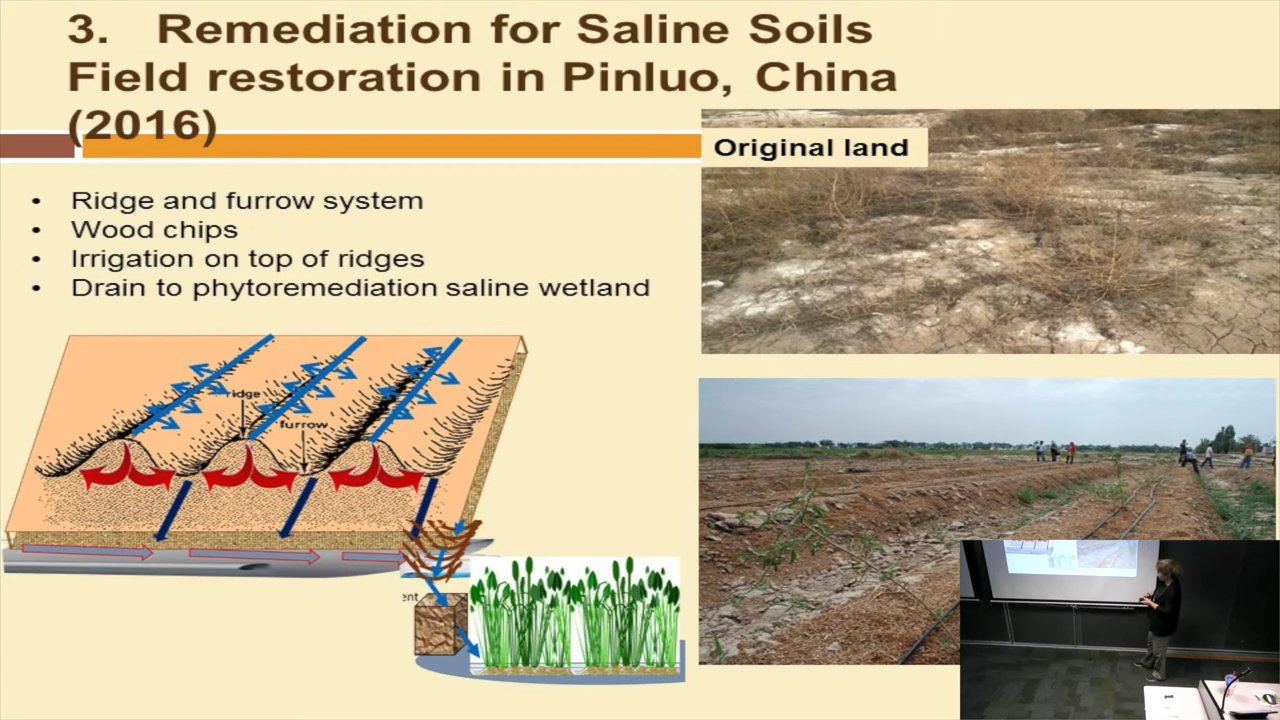 3. Remediation for Saline Soils
Field restoration in Pinluo, China
(2016)
Original land
• Ridge and furrow system
• Wood chips
• Irrigation on top of ridges
• Drain to phytoremediation saline wetland
ridge
furrow
ent